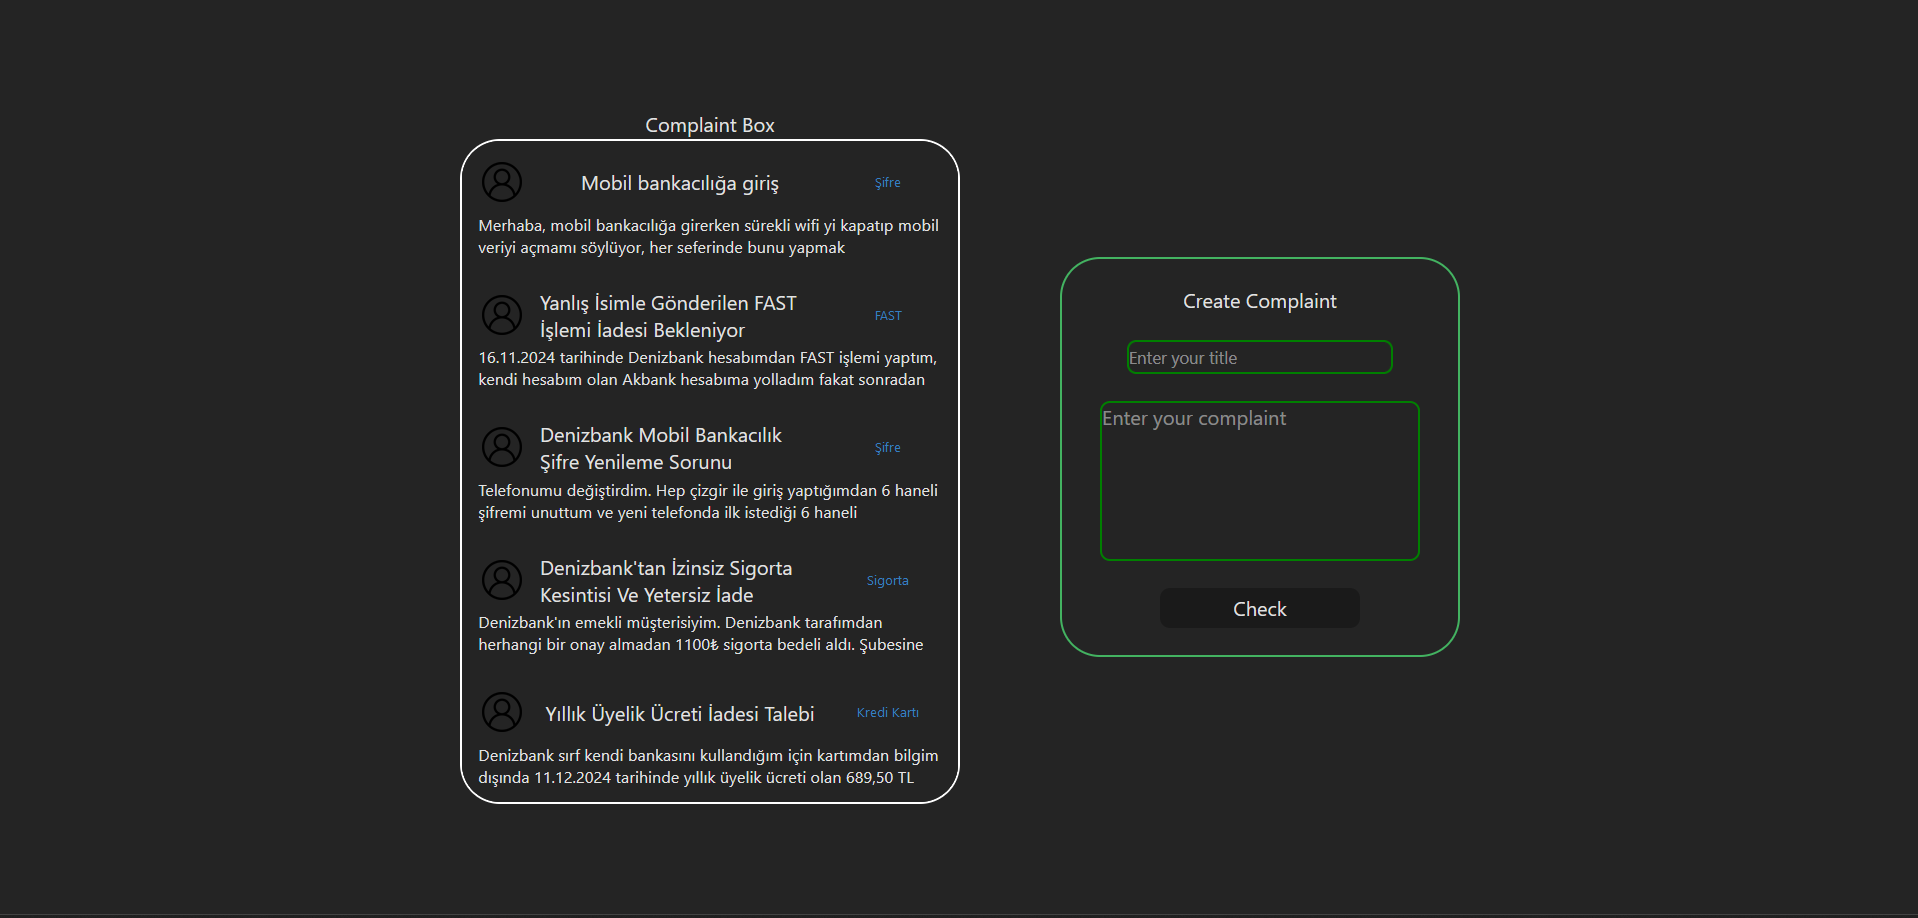 Complaint Box
Mobil bankacılığa giriş
Şifre
Merhaba, mobil bankacılığa girerken sürekli wifi yi kapatıp mobil
veriyi açmamı söylüyor, her seferinde bunu yapmak
Yanlış İsimle Gönderilen FAST
İşlemi İadesi Bekleniyor
FAST
16.11.2024 tarihinde Denizbank hesabımdan FAST işlemi yaptım,
kendi hesabım olan Akbank hesabıma yolladım fakat sonradan
Denizbank Mobil Bankacılık
Şifre Yenileme Sorunu
Şifre
Telefonumu değiştirdim. Hep çizgir ile giriş yaptığımdan 6 haneli
şifremi unuttum ve yeni telefonda ilk istediği 6 haneli
Denizbank'tan İzinsiz Sigorta
Kesintisi Ve Yetersiz İade
Sigorta
Denizbank'ın emekli müşterisiyim. Denizbank tarafımdan
herhangi bir onay almadan 1100₺ sigorta bedeli aldı. Şubesine
Yıllık Üyelik Ücreti İadesi Talebi
Kredi Kartı
Denizbank sırf kendi bankasını kullandığım için kartımdan bilgim
dışında 11.12.2024 tarihinde yıllık üyelik ücreti olan 689,50 TL
Create Complaint
Enter your title
Enter your complaint
Check